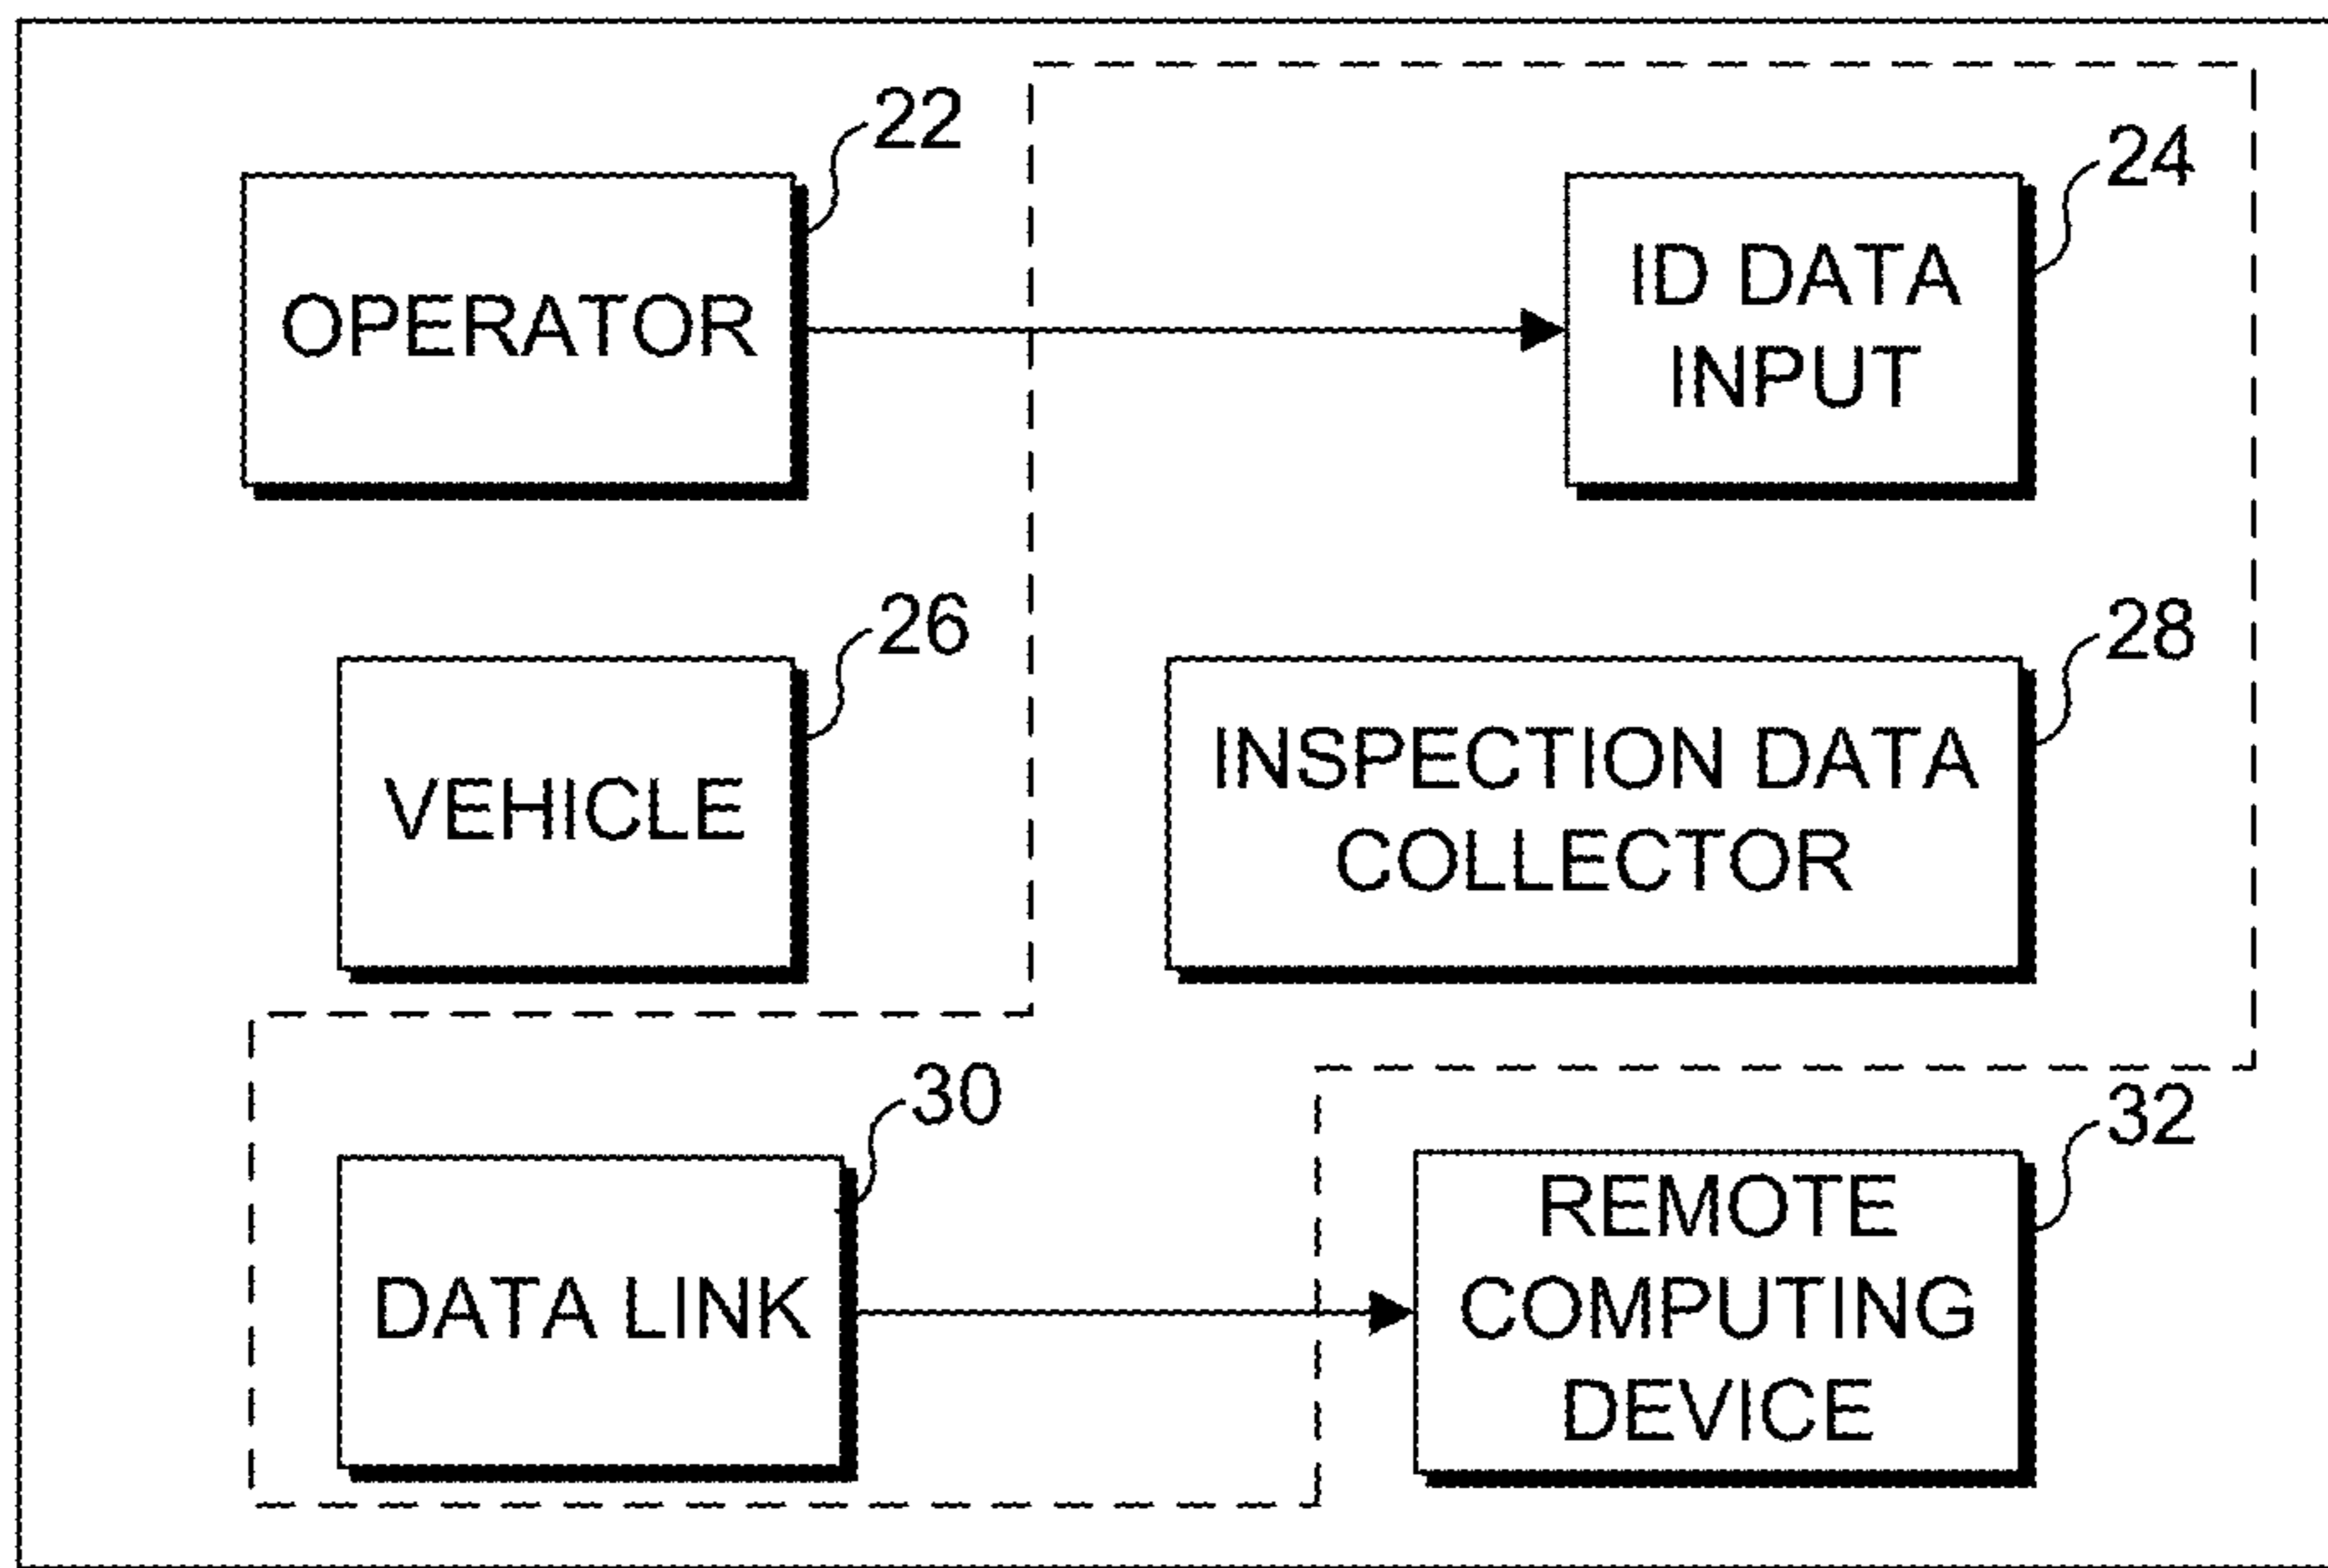 22
OPERATOR
24
ID DATA
INPUT
26
VEHICLE
28
INSPECTION DATA
COLLECTOR
30
DATA LINK
32
REMOTE
COMPUTING
DEVICE